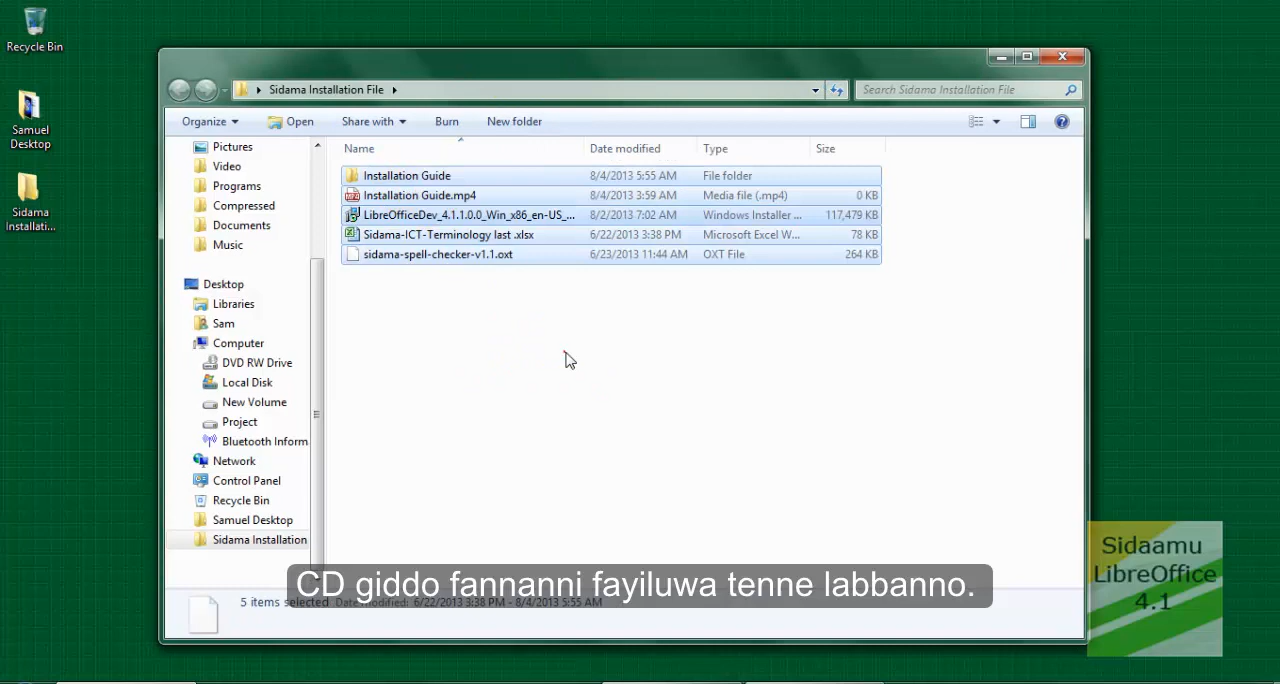 Recycle Bin
Samuel
Desktop
Sidama
Installati...
Sidama Installation File
Search Sidama Installation File
Organize
Open
Share with
Burn
New folder
Pictures
Video
Programs
Compressed
Documents
Music
Desktop
Libraries
Sam
Computer
DVD RW Drive
Local Disk
New Volume
Project
Bluetooth Inform
Network
Control Panel
Recycle Bin
Samuel Desktop
Sidama Installation
Name Date modified Type Size
Installation Guide 8/4/2013 5:55 AM File folder
Installation Guide.mp4 8/4/2013 3:59 AM Media file (.mp4) 0 KB
LibreOfficeDev_4.1.1.0.0_Win_x86_en-US_... 8/2/2013 7:02 AM Windows Installer ... 117,479 KB
Sidama-ICT-Terminology last .xlsx 6/22/2013 3:38 PM Microsoft Excel W... 78 KB
sidama-spell-checker-v1.1.oxt 6/23/2013 11:44 AM OXT File 264 KB
CD giddo fannanni fayiluwa tenne labbanno.
5 items selected Date modified: 6/22/2013 3:38 PM - 8/4/2013 5:55 AM
Sidaamu
LibreOffice
4.1